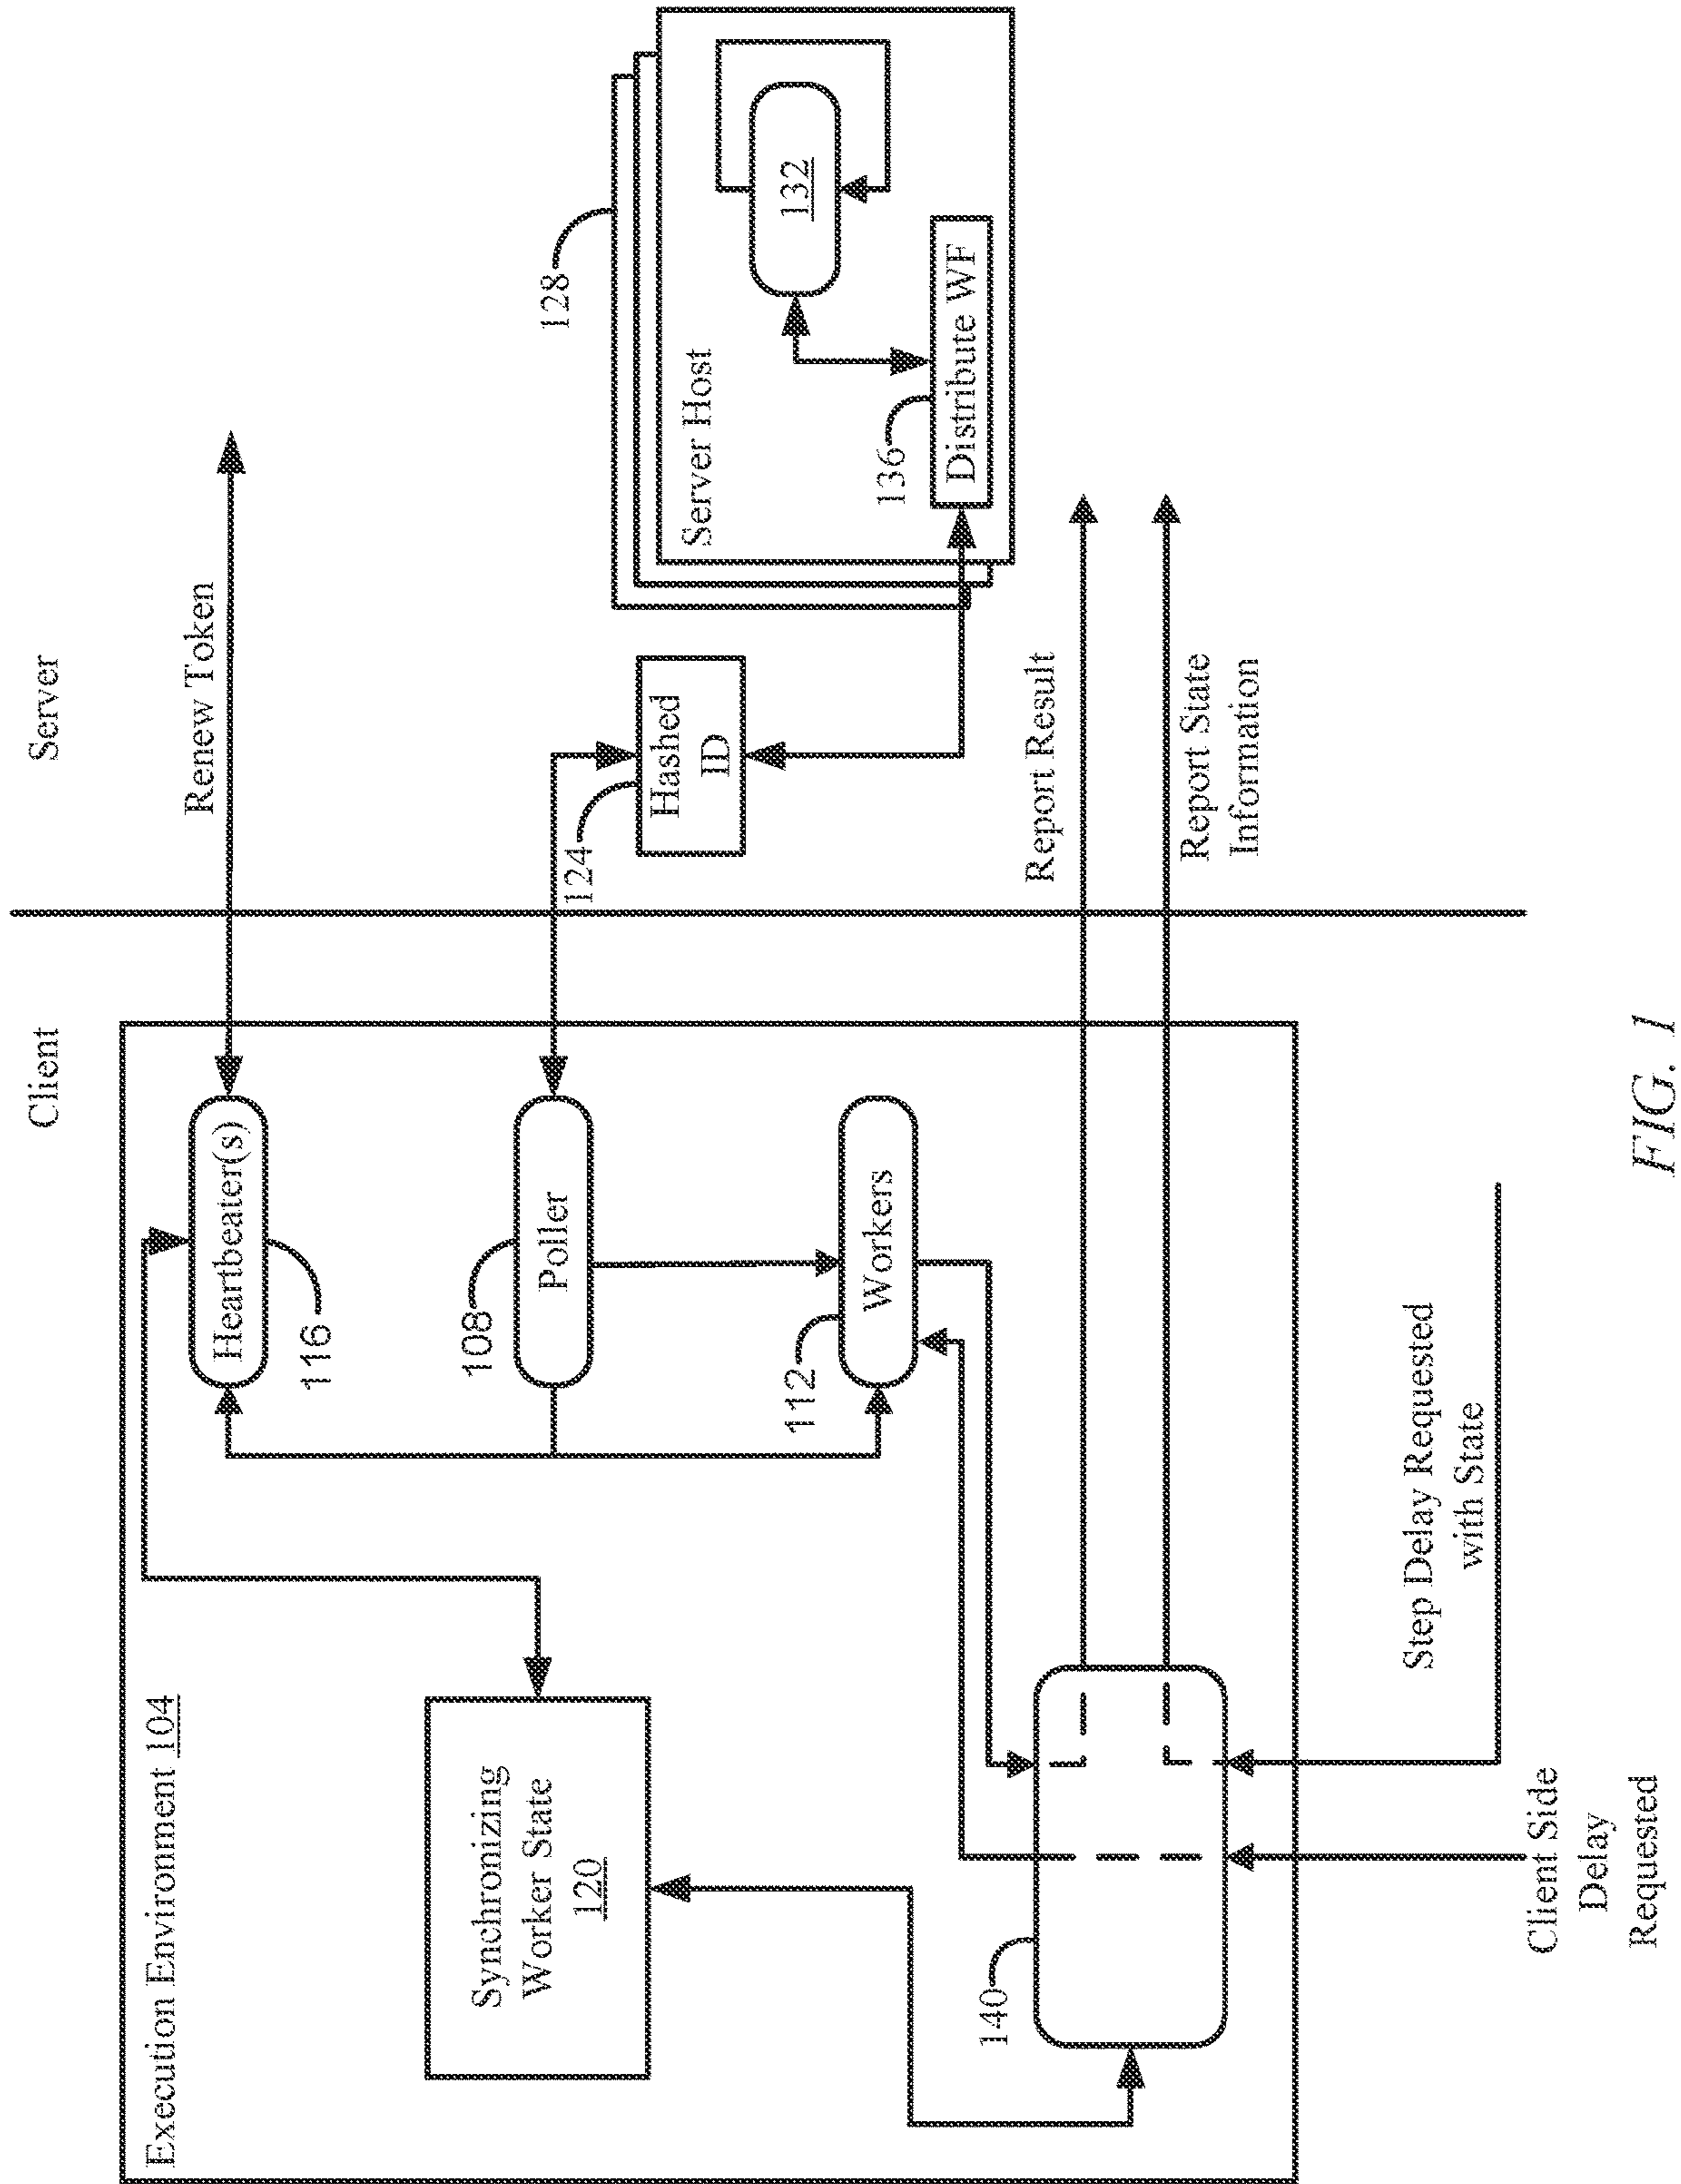 Client
Server
Execution Environment 104
Heartbeater(s)
116
Renew Token
Synchronizing
Worker State
120
108
Poller
124
Hashed
ID
128
Server Host
132
136
Distribute WF
112
Workers
140
Report Result
Report State
Information
Step Delay Requested
with State
Client Side
Delay
Requested
FIG. 1